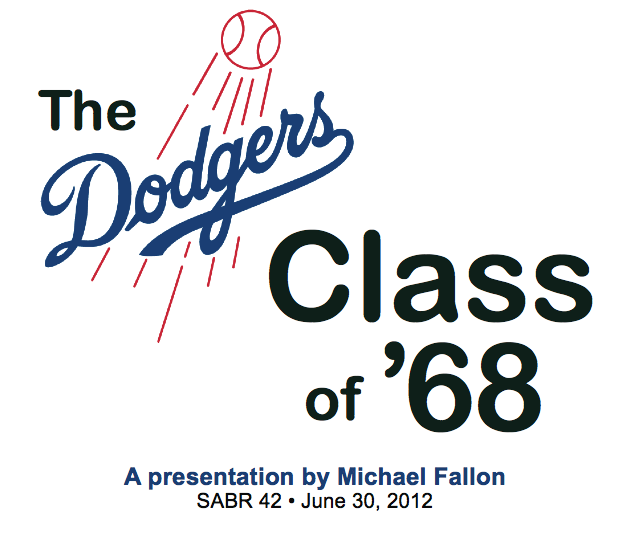 The
Dodgers
Class
of ’68
A presentation by Michael Fallon
SABR 42 • June 30, 2012